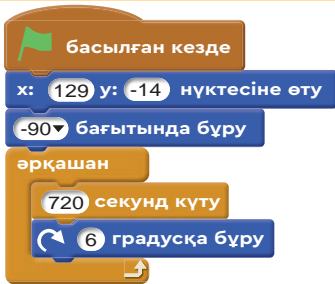 басылған кезде
x: 129 y: -14 нүктесіне өту
-90▾ бағытында бұру
әрқашан
720 секунд күту
6 градусқа бұру